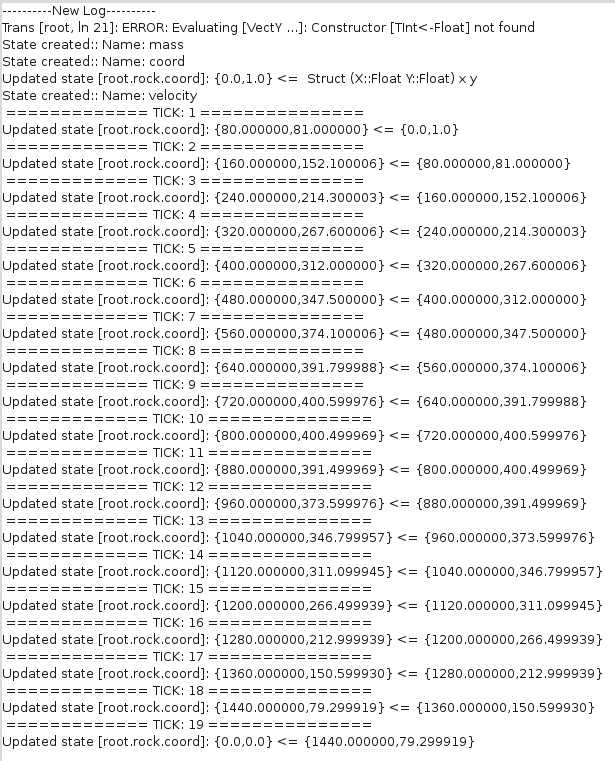 ----------New Log----------
Trans [root, ln 21]: ERROR: Evaluating [VectY ...]: Constructor [TInt<-Float] not found
State created:: Name: mass
State created:: Name: coord
Updated state [root.rock.coord]: {0.0,1.0} <=  Struct (X::Float Y::Float) x y
State created:: Name: velocity
============= TICK: 1 ===============
Updated state [root.rock.coord]: {80.000000,81.000000} <= {0.0,1.0}
============= TICK: 2 ===============
Updated state [root.rock.coord]: {160.000000,152.100006} <= {80.000000,81.000000}
============= TICK: 3 ===============
Updated state [root.rock.coord]: {240.000000,214.300003} <= {160.000000,152.100006}
============= TICK: 4 ===============
Updated state [root.rock.coord]: {320.000000,267.600006} <= {240.000000,214.300003}
============= TICK: 5 ===============
Updated state [root.rock.coord]: {400.000000,312.000000} <= {320.000000,267.600006}
============= TICK: 6 ===============
Updated state [root.rock.coord]: {480.000000,347.500000} <= {400.000000,312.000000}
============= TICK: 7 ===============
Updated state [root.rock.coord]: {560.000000,374.100006} <= {480.000000,347.500000}
============= TICK: 8 ===============
Updated state [root.rock.coord]: {640.000000,391.799988} <= {560.000000,374.100006}
============= TICK: 9 ===============
Updated state [root.rock.coord]: {720.000000,400.599976} <= {640.000000,391.799988}
============= TICK: 10 ===============
Updated state [root.rock.coord]: {800.000000,400.499969} <= {720.000000,400.599976}
============= TICK: 11 ===============
Updated state [root.rock.coord]: {880.000000,391.499969} <= {800.000000,400.499969}
============= TICK: 12 ===============
Updated state [root.rock.coord]: {960.000000,373.599976} <= {880.000000,391.499969}
============= TICK: 13 ===============
Updated state [root.rock.coord]: {1040.000000,346.799957} <= {960.000000,373.599976}
============= TICK: 14 ===============
Updated state [root.rock.coord]: {1120.000000,311.099945} <= {1040.000000,346.799957}
============= TICK: 15 ===============
Updated state [root.rock.coord]: {1200.000000,266.499939} <= {1120.000000,311.099945}
============= TICK: 16 ===============
Updated state [root.rock.coord]: {1280.000000,212.999939} <= {1200.000000,266.499939}
============= TICK: 17 ===============
Updated state [root.rock.coord]: {1360.000000,150.599930} <= {1280.000000,212.999939}
============= TICK: 18 ===============
Updated state [root.rock.coord]: {1440.000000,79.299919} <= {1360.000000,150.599930}
============= TICK: 19 ===============
Updated state [root.rock.coord]: {0.0,0.0} <= {1440.000000,79.299919}